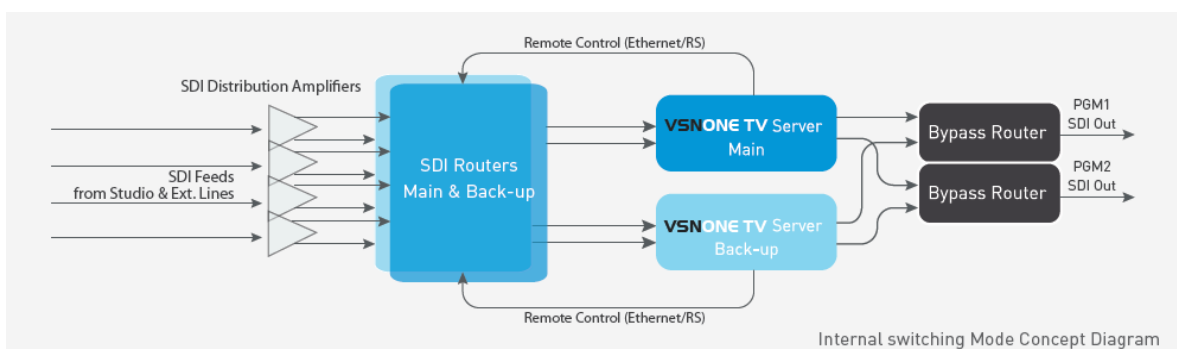 Remote Control (Ethernet/RS)
SDI Distribution Amplifiers
SDI Feeds
from Studio & Ext. Lines
SDI Routers
Main & Back-up
VSNONE TV Server
Main
VSNONE TV Server
Back-up
Bypass Router
Bypass Router
PGM1
SDI Out
PGM2
SDI Out
Remote Control (Ethernet/RS)
Internal switching Mode Concept Diagram